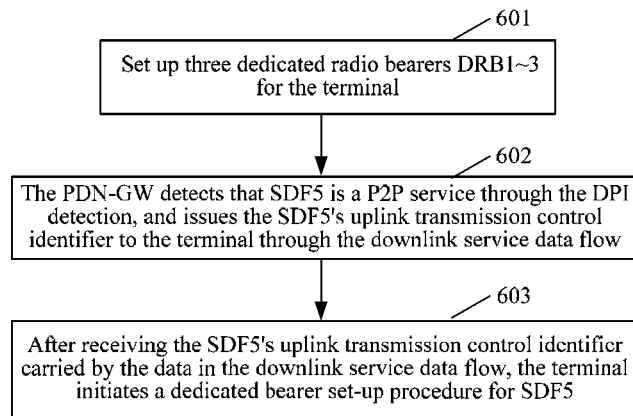 601
Set up three dedicated radio bearers DRB1~3
for the terminal
602
The PDN-GW detects that SDF5 is a P2P service through the DPI
detection, and issues the SDF5's uplink transmission control
identifier to the terminal through the downlink service data flow
603
After receiving the SDF5's uplink transmission control identifier
carried by the data in the downlink service data flow, the terminal
initiates a dedicated bearer set-up procedure for SDF5